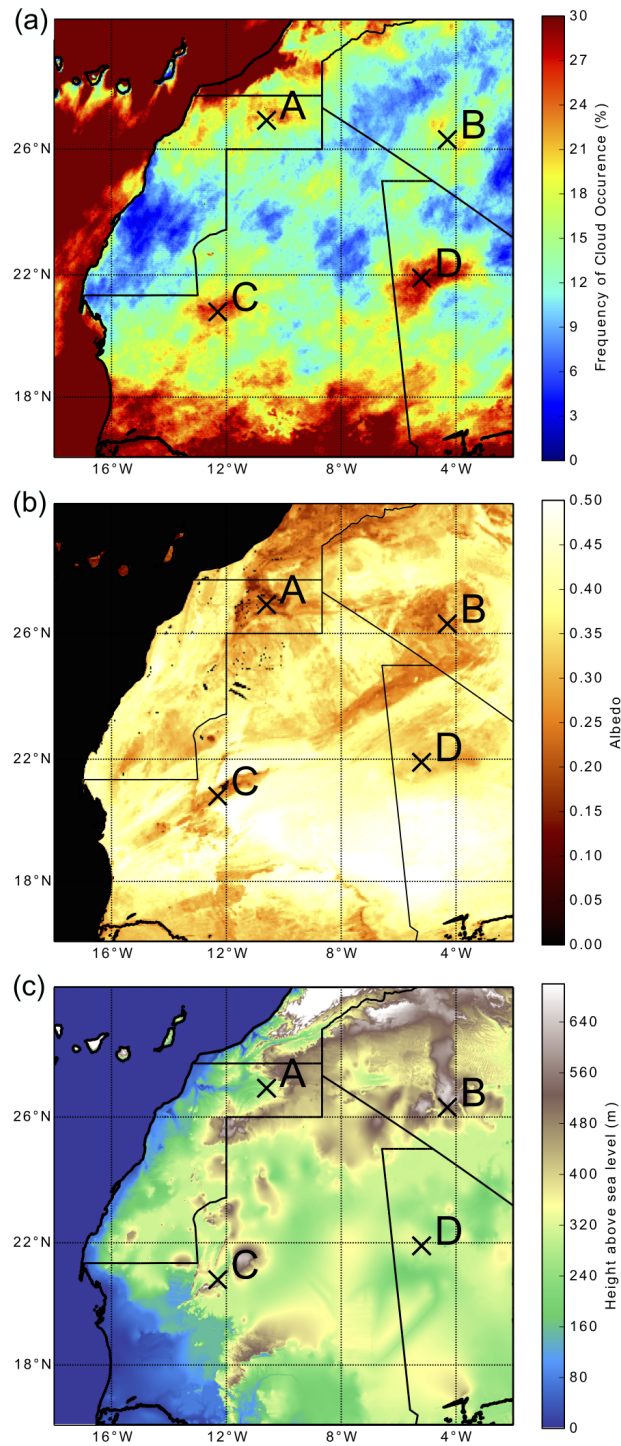 (a)
A
B
C
D
26°N
22°N
18°N
16°W
12°W
8°W
4°W
30
27
24
21
18
15
12
9
6
3
0
Frequency of Cloud Occurence (%)
(b)
A
B
C
D
26°N
22°N
18°N
16°W
12°W
8°W
4°W
0.50
0.45
0.40
0.35
0.30
0.25
0.20
0.15
0.10
0.05
0.00
Albedo
(c)
A
B
C
D
26°N
22°N
18°N
16°W
12°W
8°W
4°W
640
560
480
400
320
240
160
80
0
Height above sea level (m)